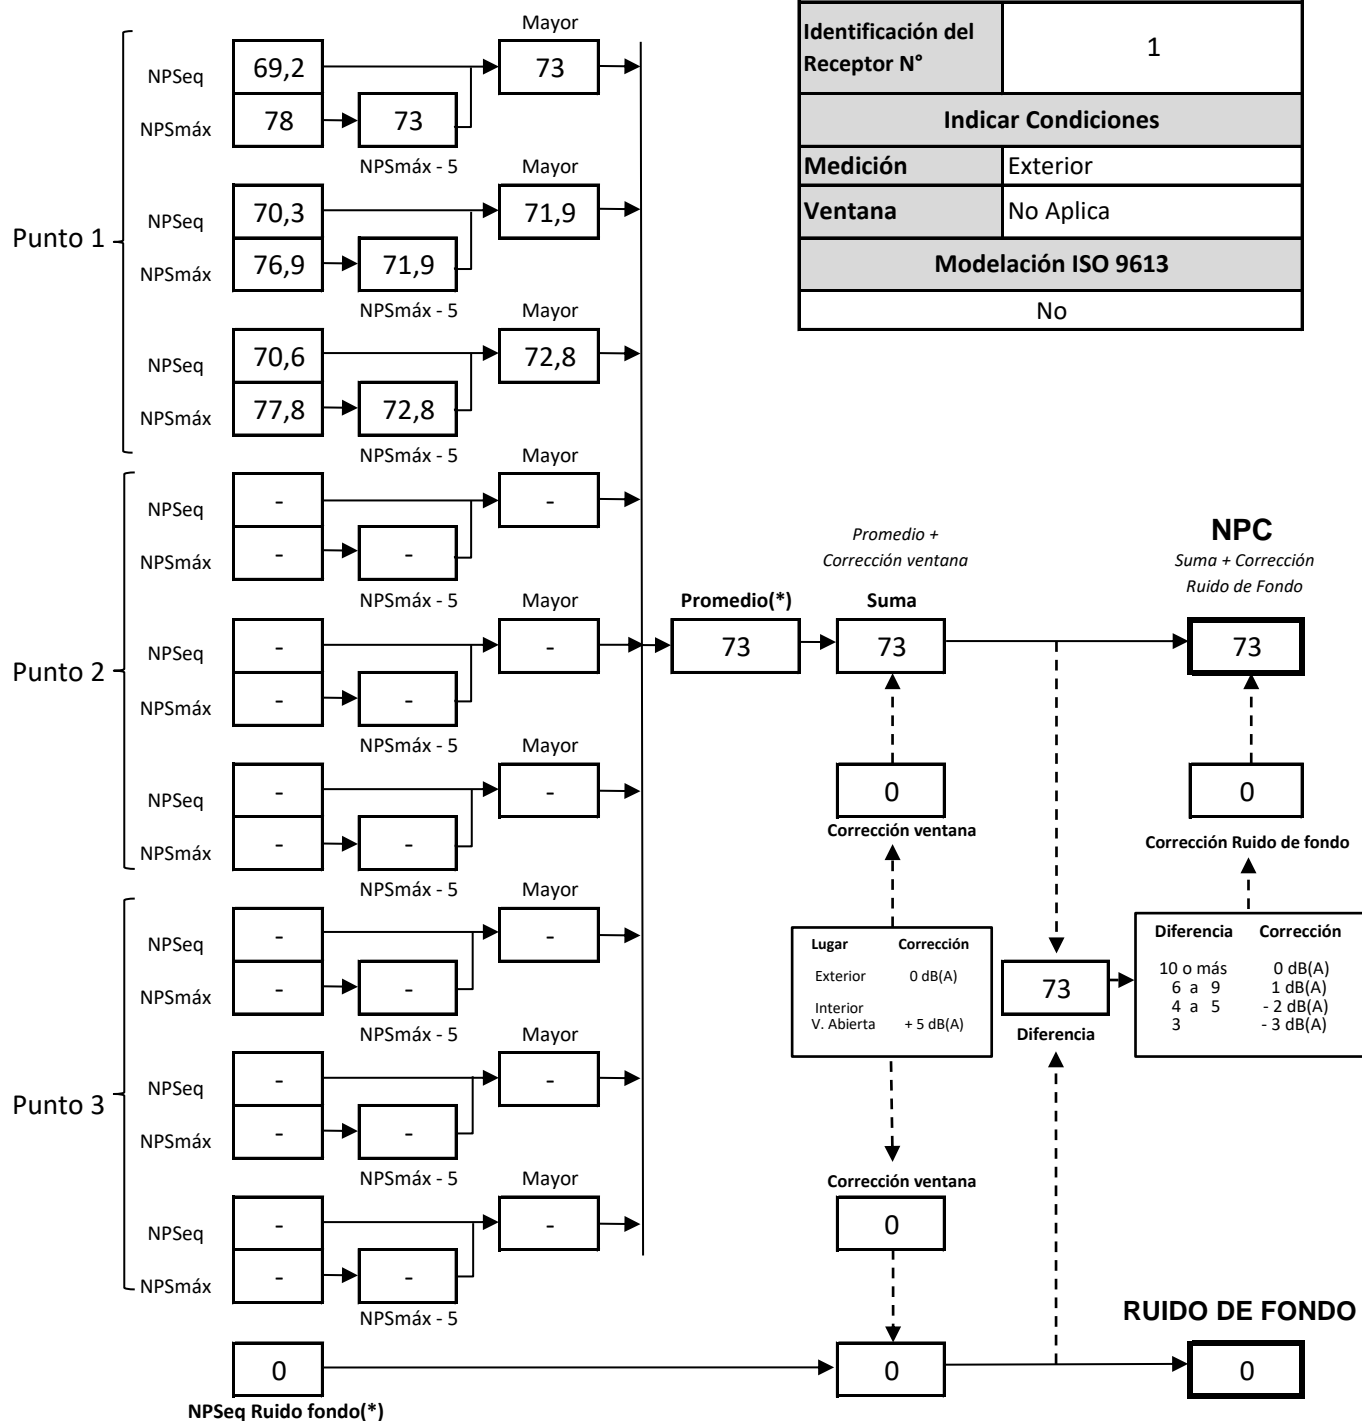 Identificación del
Receptor N°
1
Indicar Condiciones
Medición
Exterior
Ventana
No Aplica
Modelación ISO 9613
No
Punto 1
Mayor
NPSeq
69,2
73
NPSmáx
78
73
NPSmáx - 5
Mayor
NPSeq
70,3
71,9
NPSmáx
76,9
71,9
NPSmáx - 5
Mayor
NPSeq
70,6
72,8
NPSmáx
77,8
72,8
NPSmáx - 5
Punto 2
Mayor
NPSeq
-
-
NPSmáx
-
-
NPSmáx - 5
Mayor
NPSeq
-
-
NPSmáx
-
-
NPSmáx - 5
Mayor
NPSeq
-
-
NPSmáx
-
-
NPSmáx - 5
Punto 3
Mayor
NPSeq
-
-
NPSmáx
-
-
NPSmáx - 5
Mayor
NPSeq
-
-
NPSmáx
-
-
NPSmáx - 5
Mayor
NPSeq
-
-
NPSmáx
-
-
NPSmáx - 5
Promedio(*)
73
Promedio +
Corrección ventana
Suma
73
NPC
Suma + Corrección
Ruido de Fondo
73
0
Corrección ventana
0
Corrección Ruido de fondo
Lugar Corrección
Exterior 0 dB(A)
Interior
V. Abierta + 5 dB(A)
73
Diferencia
Diferencia Corrección
10 o más 0 dB(A)
6 a 9 1 dB(A)
4 a 5 - 2 dB(A)
3 - 3 dB(A)
Corrección ventana
0
RUIDO DE FONDO
0
0
0
NPSeq Ruido fondo(*)